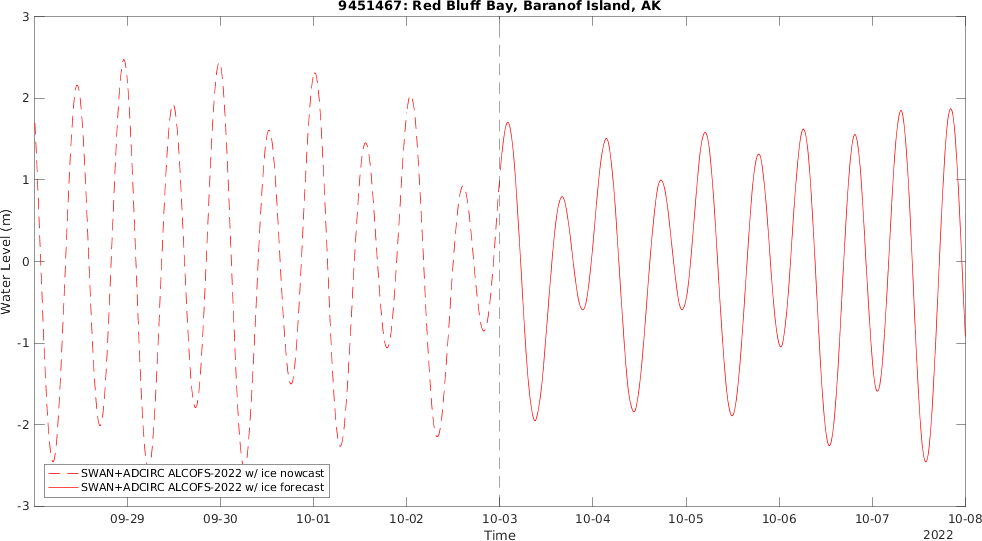 9451467: Red Bluff Bay, Baranof Island, AK
Water Level (m)
3
2
1
0
-1
-2
-3
SWAN+ADCIRC ALCOFS-2022 w/ ice nowcast
SWAN+ADCIRC ALCOFS-2022 w/ ice forecast
09-29 09-30 10-01 10-02 10-03 10-04 10-05 10-06 10-07 10-08
Time
2022